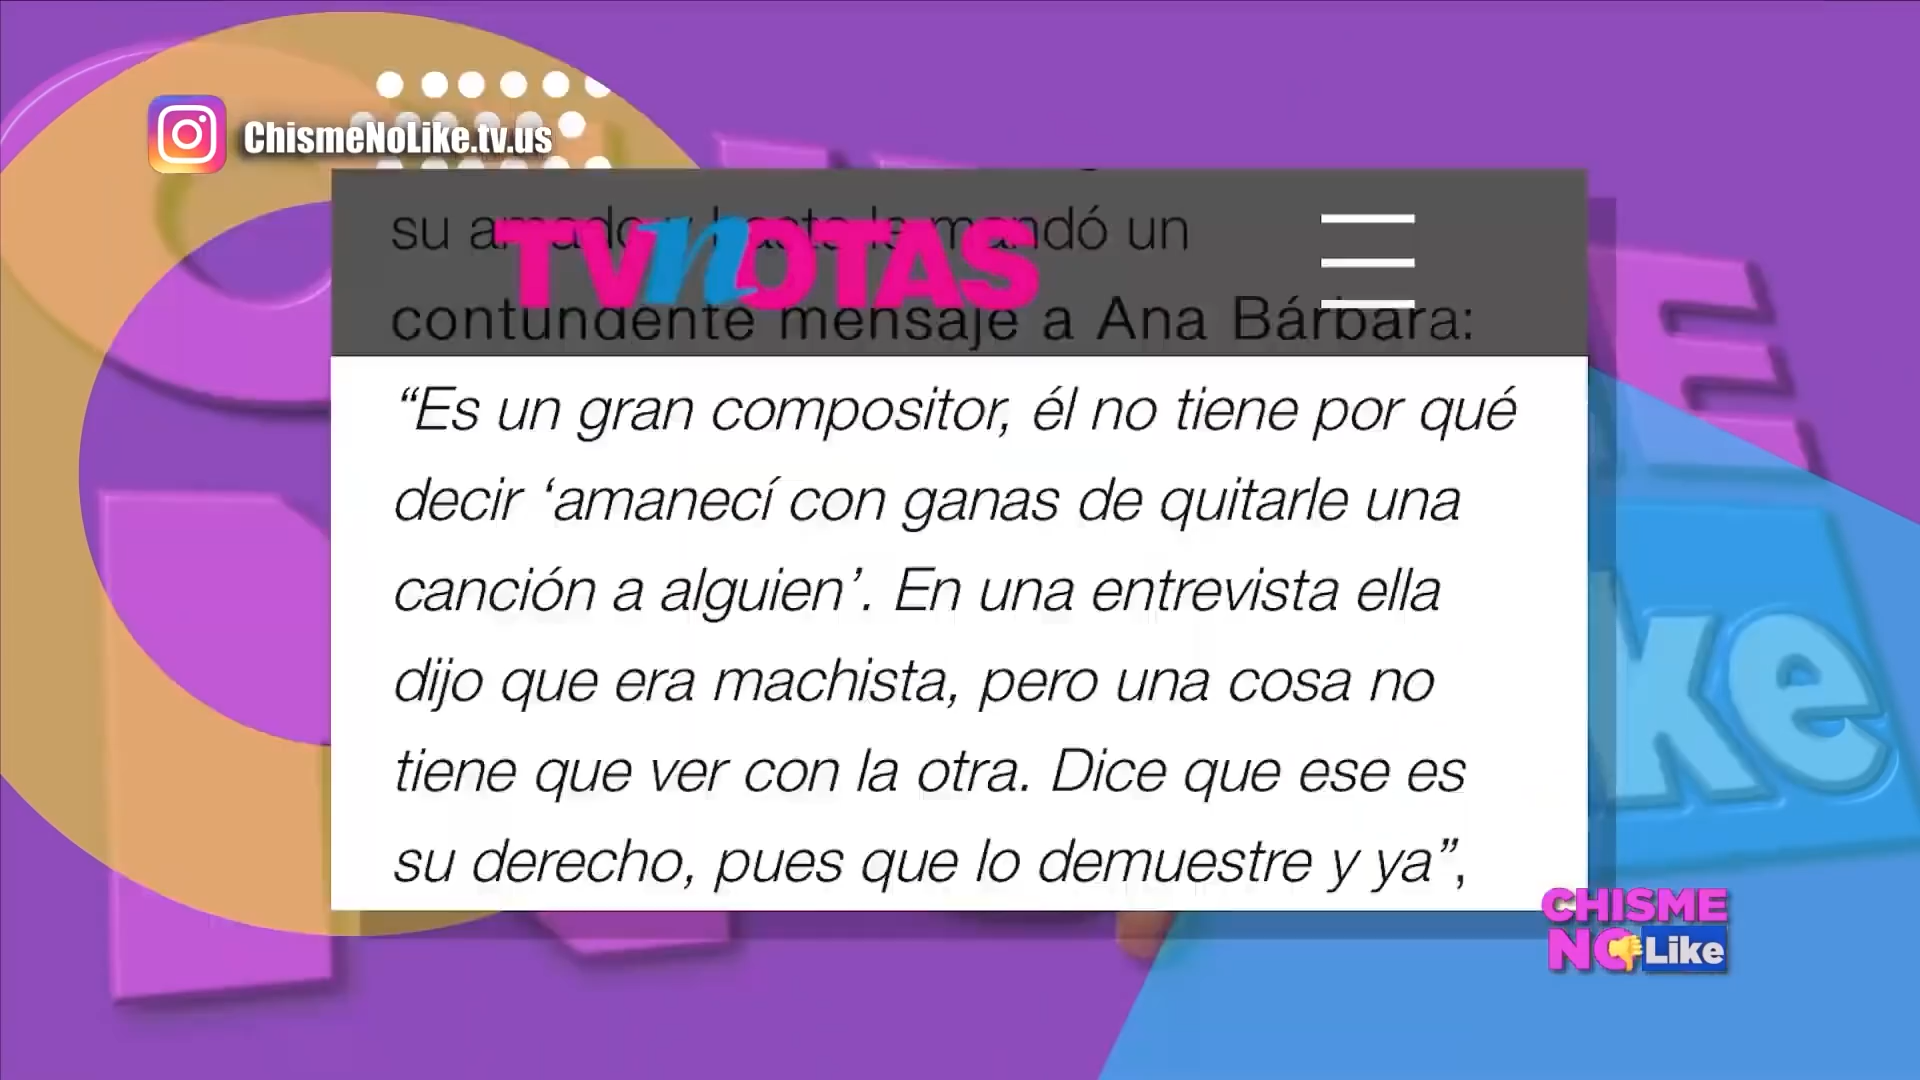 ChismeNoLike.tv.us
TVnOTAS
su amado y hasta le mandó un
contundente mensaje a Ana Bárbara:
“Es un gran compositor, él no tiene por qué
decir ‘amanecí con ganas de quitarle una
canción a alguien’. En una entrevista ella
dijo que era machista, pero una cosa no
tiene que ver con la otra. Dice que ese es
su derecho, pues que lo demuestre y ya”,
CHISME
NO Like